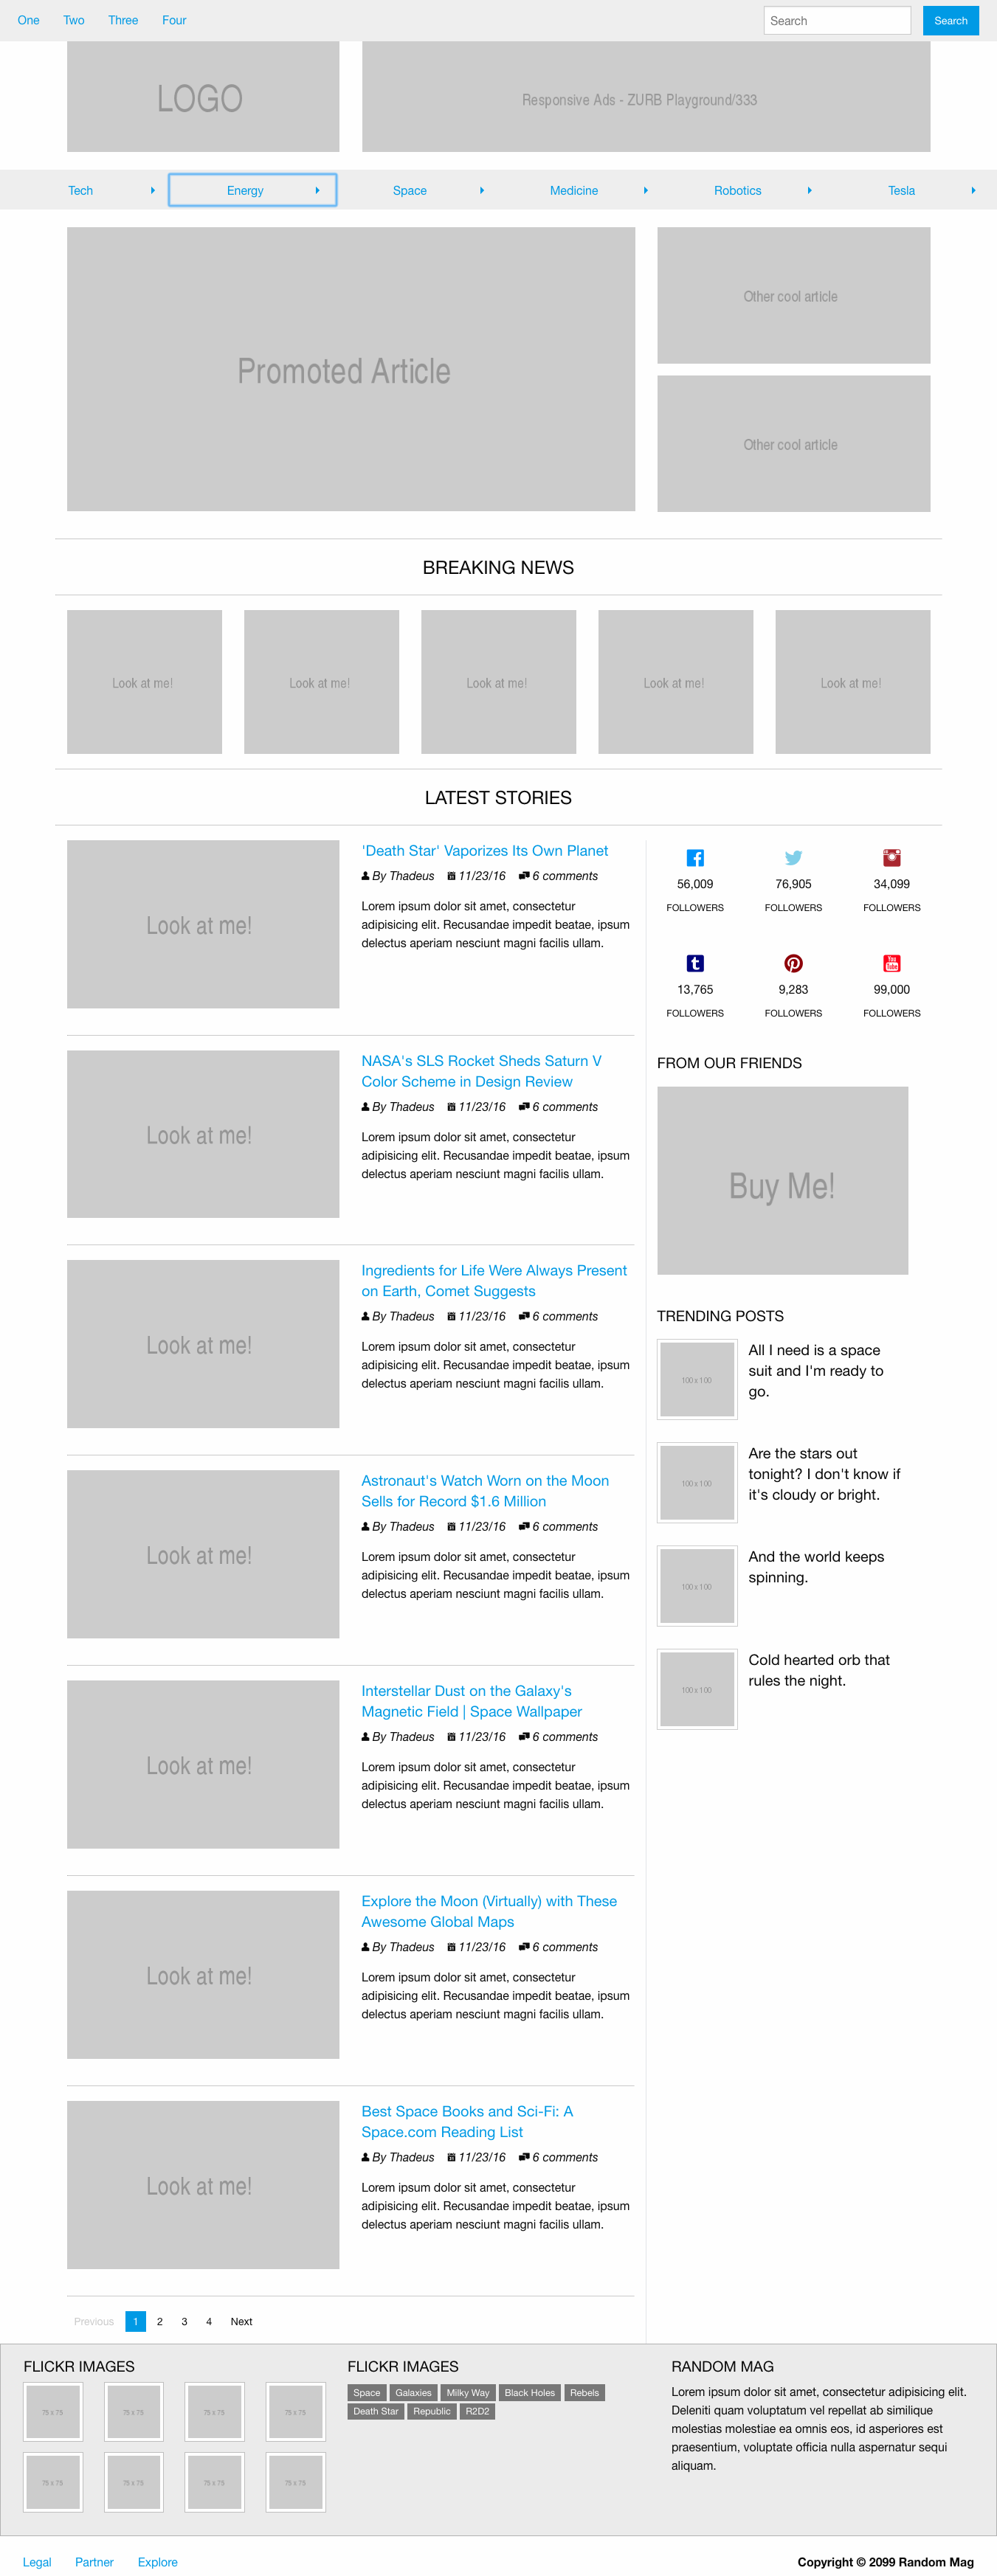 One Two Three Four Search Search
LOGO
Responsive Ads - ZURB Playground/333
Tech Energy Space Medicine Robotics Tesla
Promoted Article
Other cool article
Other cool article
BREAKING NEWS
Look at me! Look at me! Look at me! Look at me! Look at me!
LATEST STORIES
Look at me!
'Death Star' Vaporizes Its Own Planet
By Thadeus 11/23/16 6 comments
Lorem ipsum dolor sit amet, consectetur
adipisicing elit. Recusandae impedit beatae, ipsum
delectus aperiam nesciunt magni facilis ullam.
Look at me!
NASA's SLS Rocket Sheds Saturn V
Color Scheme in Design Review
By Thadeus 11/23/16 6 comments
Lorem ipsum dolor sit amet, consectetur
adipisicing elit. Recusandae impedit beatae, ipsum
delectus aperiam nesciunt magni facilis ullam.
Look at me!
Ingredients for Life Were Always Present
on Earth, Comet Suggests
By Thadeus 11/23/16 6 comments
Lorem ipsum dolor sit amet, consectetur
adipisicing elit. Recusandae impedit beatae, ipsum
delectus aperiam nesciunt magni facilis ullam.
Look at me!
Astronaut's Watch Worn on the Moon
Sells for Record $1.6 Million
By Thadeus 11/23/16 6 comments
Lorem ipsum dolor sit amet, consectetur
adipisicing elit. Recusandae impedit beatae, ipsum
delectus aperiam nesciunt magni facilis ullam.
Look at me!
Interstellar Dust on the Galaxy's
Magnetic Field | Space Wallpaper
By Thadeus 11/23/16 6 comments
Lorem ipsum dolor sit amet, consectetur
adipisicing elit. Recusandae impedit beatae, ipsum
delectus aperiam nesciunt magni facilis ullam.
Look at me!
Explore the Moon (Virtually) with These
Awesome Global Maps
By Thadeus 11/23/16 6 comments
Lorem ipsum dolor sit amet, consectetur
adipisicing elit. Recusandae impedit beatae, ipsum
delectus aperiam nesciunt magni facilis ullam.
Look at me!
Best Space Books and Sci-Fi: A
Space.com Reading List
By Thadeus 11/23/16 6 comments
Lorem ipsum dolor sit amet, consectetur
adipisicing elit. Recusandae impedit beatae, ipsum
delectus aperiam nesciunt magni facilis ullam.
Previous 1 2 3 4 Next
56,009 76,905 34,099
FOLLOWERS FOLLOWERS FOLLOWERS
You Tube
13,765 9,283 99,000
FOLLOWERS FOLLOWERS FOLLOWERS
FROM OUR FRIENDS
Buy Me!
TRENDING POSTS
100 x 100
All I need is a space
suit and I'm ready to
go.
100 x 100
Are the stars out
tonight? I don't know if
it's cloudy or bright.
100 x 100
And the world keeps
spinning.
100 x 100
Cold hearted orb that
rules the night.
FLICKR IMAGES
75 x 75 75 x 75 75 x 75 75 x 75
75 x 75 75 x 75 75 x 75 75 x 75
FLICKR IMAGES
Space Galaxies Milky Way Black Holes Rebels
Death Star Republic R2D2
RANDOM MAG
Lorem ipsum dolor sit amet, consectetur adipisicing elit.
Deleniti quam voluptatum vel repellat ab similique
molestias molestiae ea omnis eos, id asperiores est
praesentium, voluptate officia nulla aspernatur sequi
aliquam.
Legal Partner Explore
Copyright © 2099 Random Mag